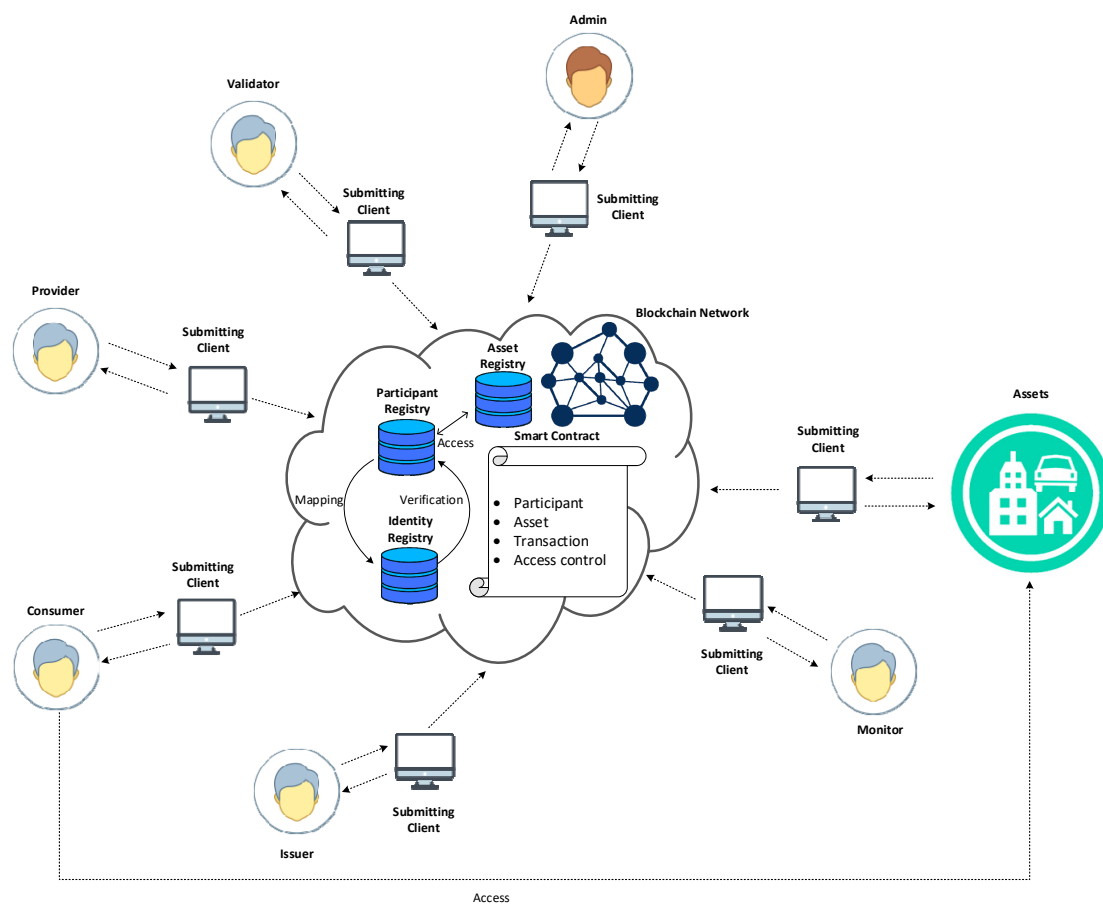 Admin
Validator
Submitting
Client
Submitting
Client
Provider
Submitting
Client
Blockchain Network
Asset
Registry
Participant
Registry
Access
Smart Contract
Assets
Submitting
Client
Mapping
Verification
• Participant
• Asset
• Transaction
• Access control
Identity
Registry
Submitting
Client
Consumer
Submitting
Client
Monitor
Submitting
Client
Issuer
Access